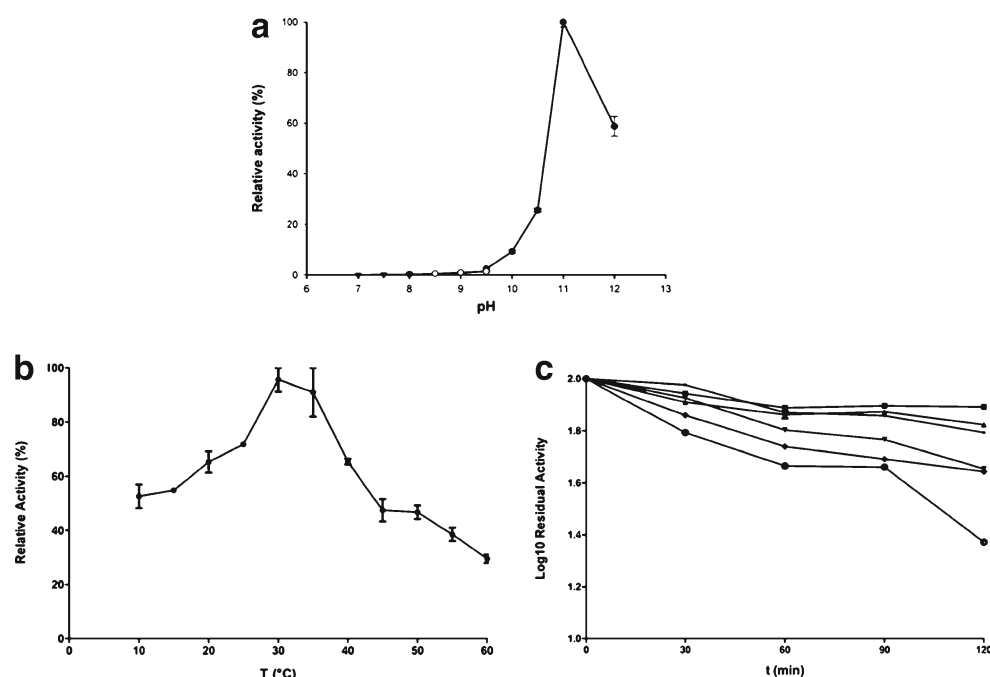 a
Relative activity (%)
100
80
60
40
20
0
6 7 8 9 10 11 12 13
pH
b
Relative Activity (%)
100
80
60
40
20
0
0 10 20 30 40 50 60
T (°C)
c
Log10 Residual Activity
2.0
1.8
1.6
1.4
1.2
1.0
0 30 60 90 120
t (min)